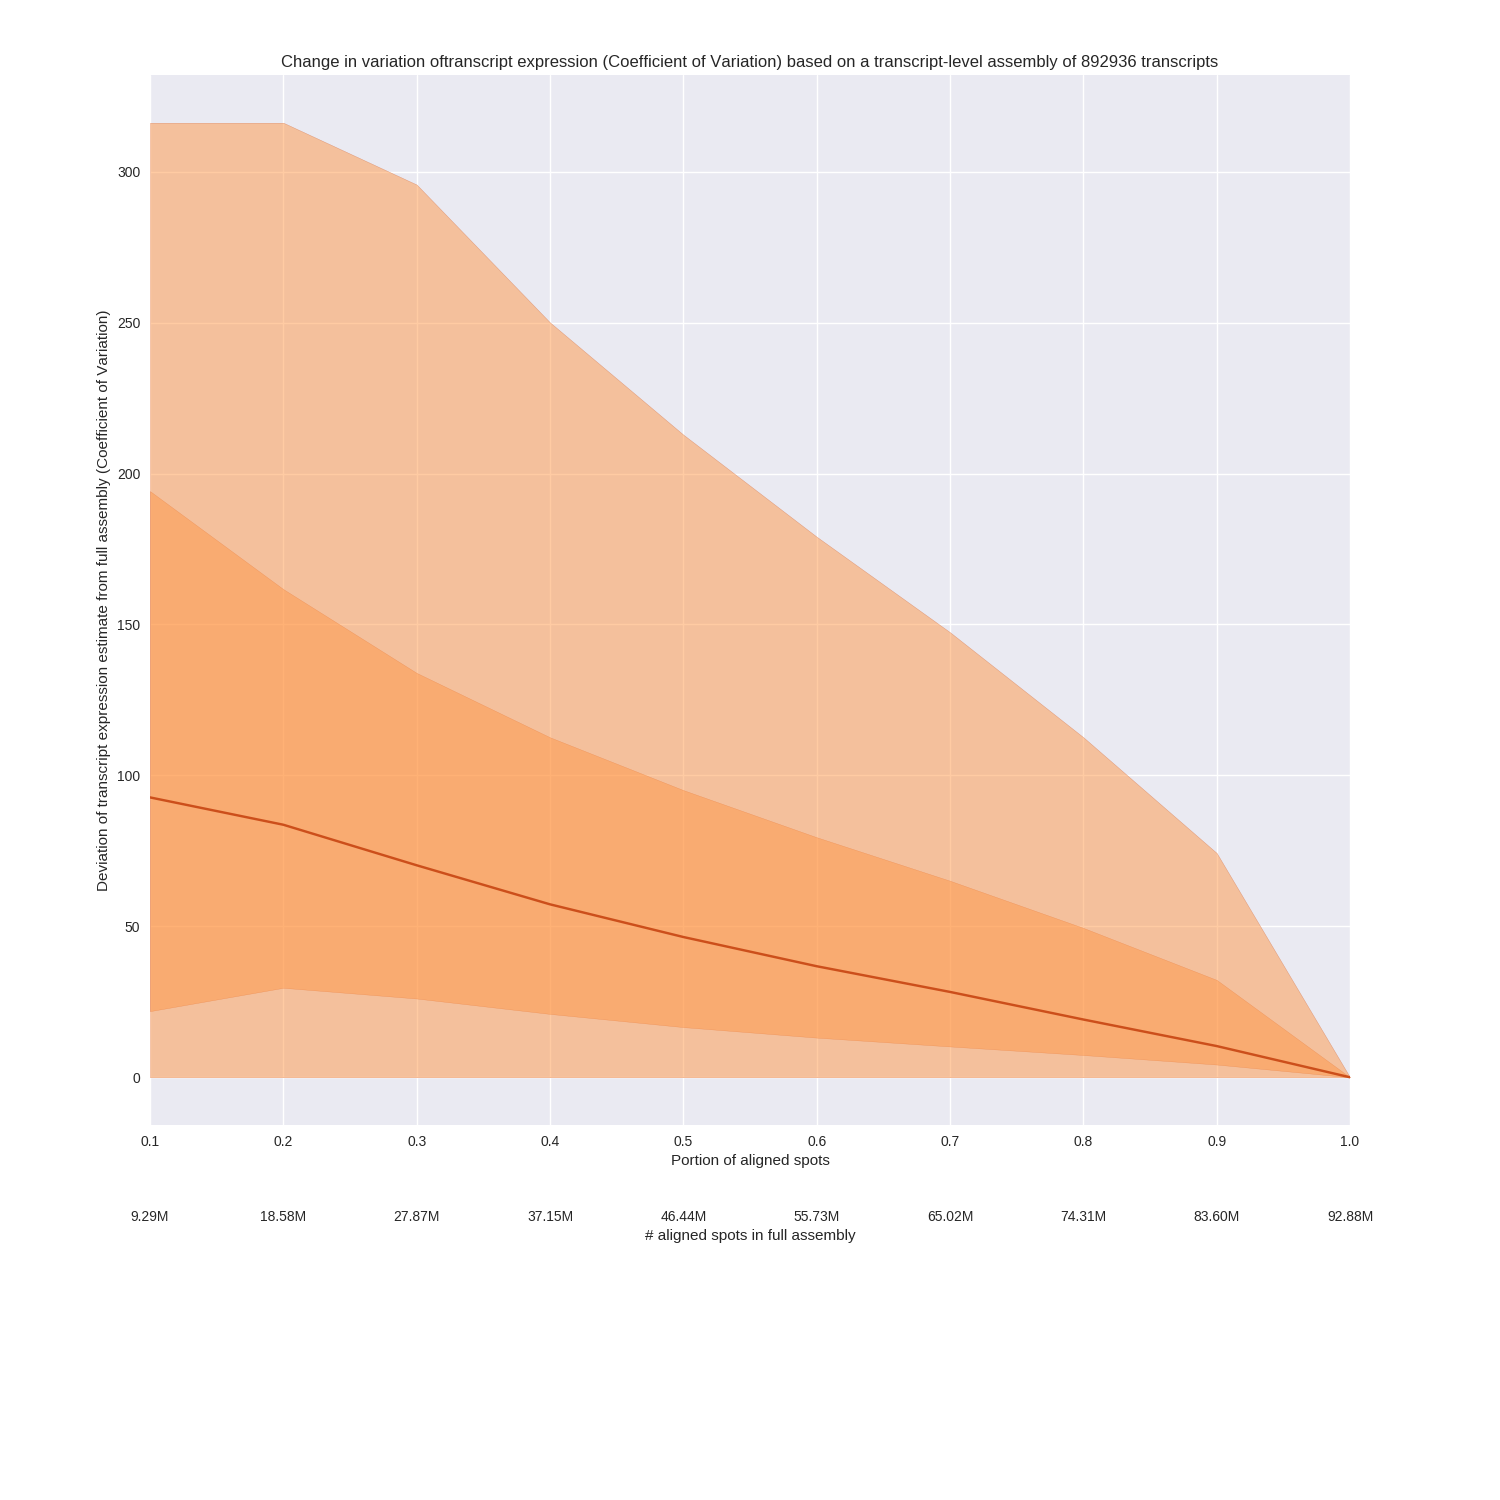 Change in variation oftranscript expression (Coefficient of Variation) based on a transcript-level assembly of 892936 transcripts
Deviation of transcript expression estimate from full assembly (Coefficient of Variation)
300
250
200
150
100
50
0
0.1 0.2 0.3 0.4 0.5 0.6 0.7 0.8 0.9 1.0
Portion of aligned spots
9.29M 18.58M 27.87M 37.15M 46.44M 55.73M 65.02M 74.31M 83.60M 92.88M
# aligned spots in full assembly